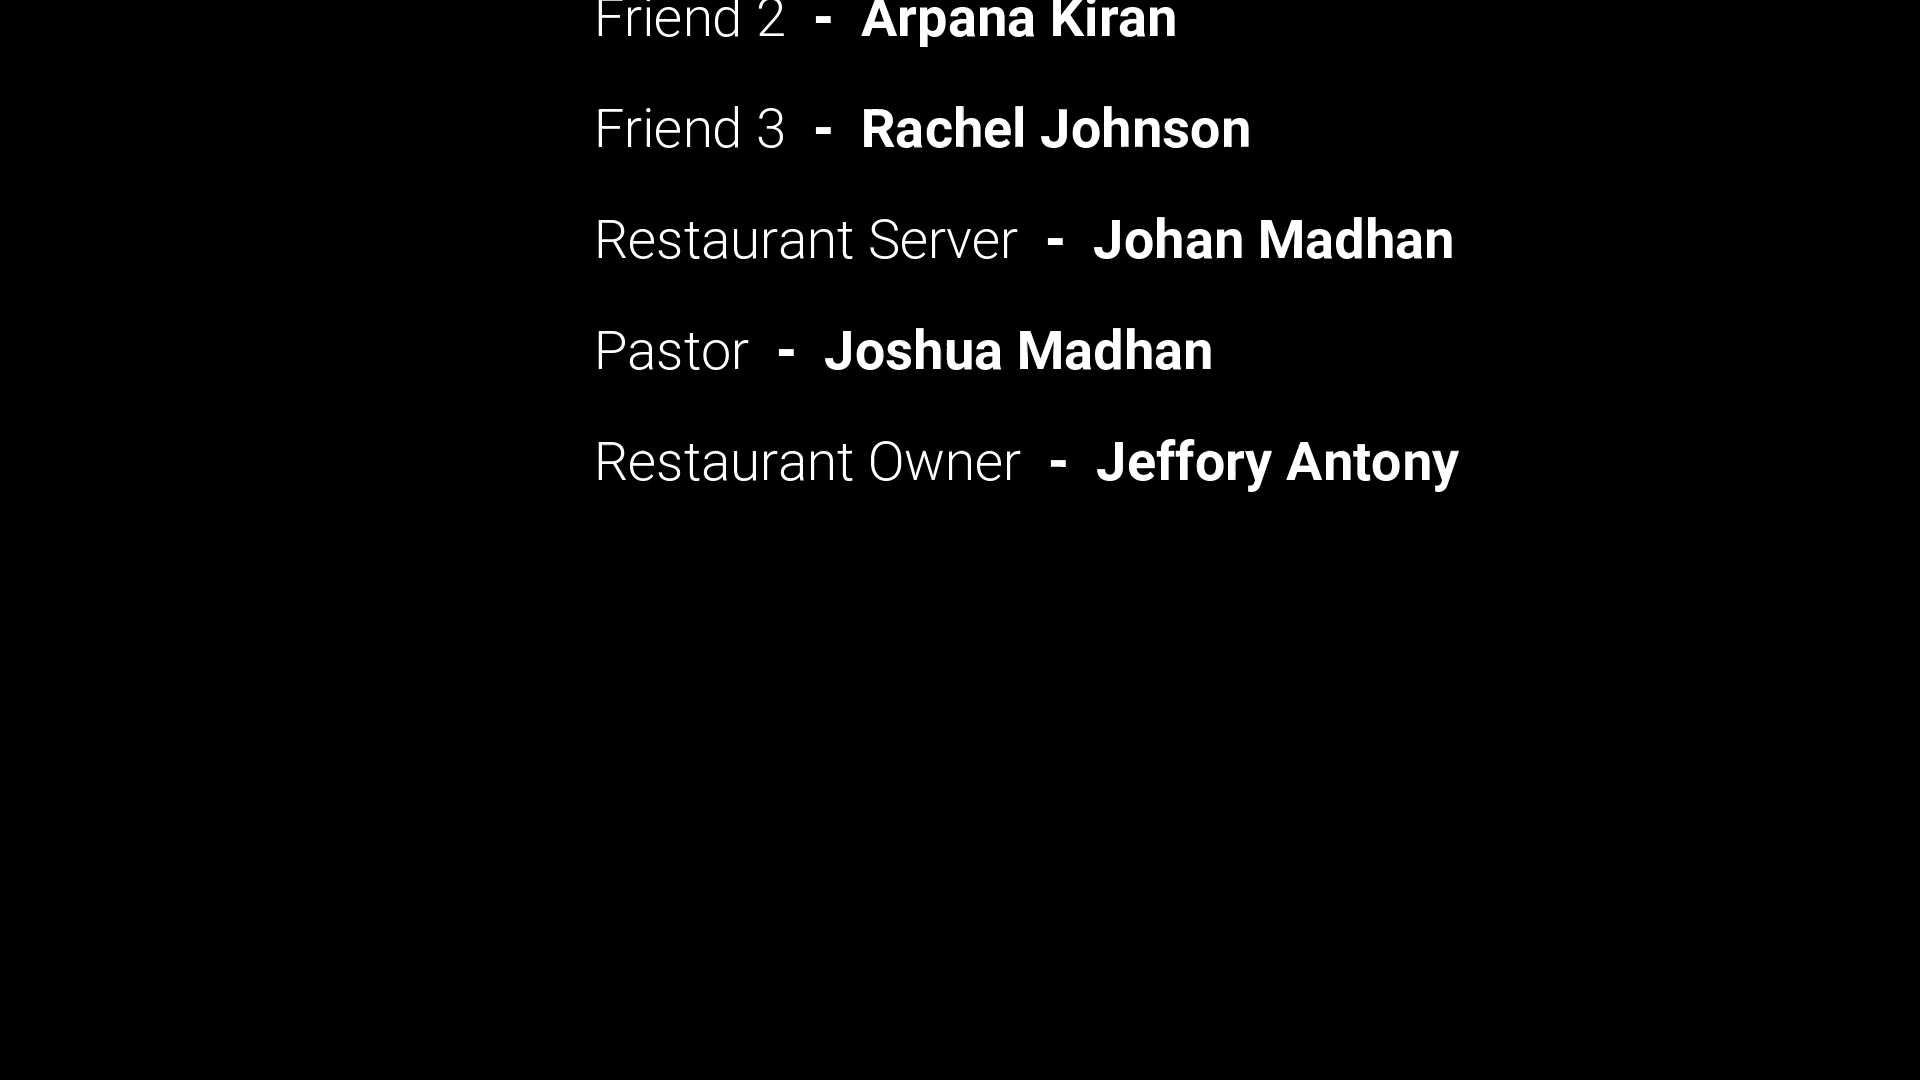 Friend 2 - Arpana Kiran
Friend 3 - Rachel Johnson
Restaurant Server - Johan Madhan
Pastor - Joshua Madhan
Restaurant Owner - Jeffory Antony